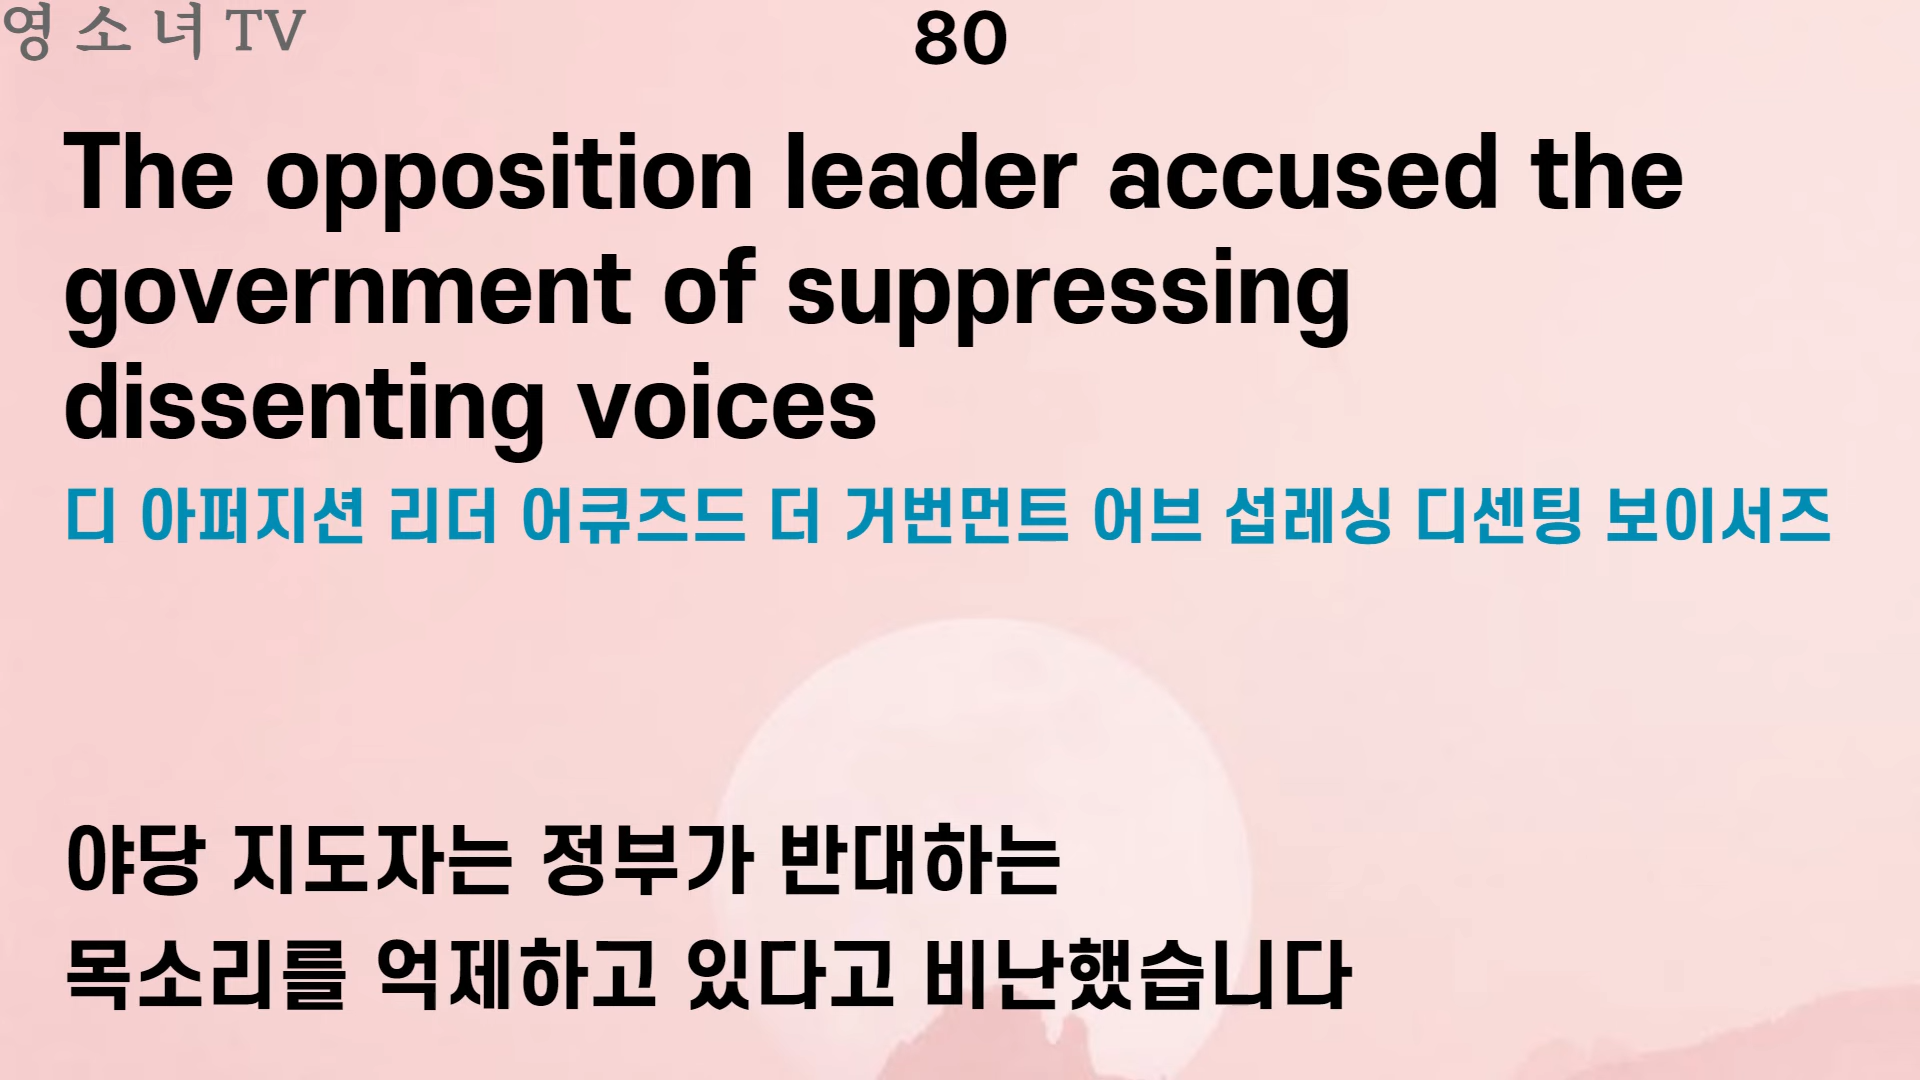 영소녀TV
80
The opposition leader accused the
government of suppressing
dissenting voices
디 아퍼지션 리더 어큐즈드 더 거번먼트 어브 섭레싱 디센팅 보이서즈
야당 지도자는 정부가 반대하는
목소리를 억제하고 있다고 비난했습니다